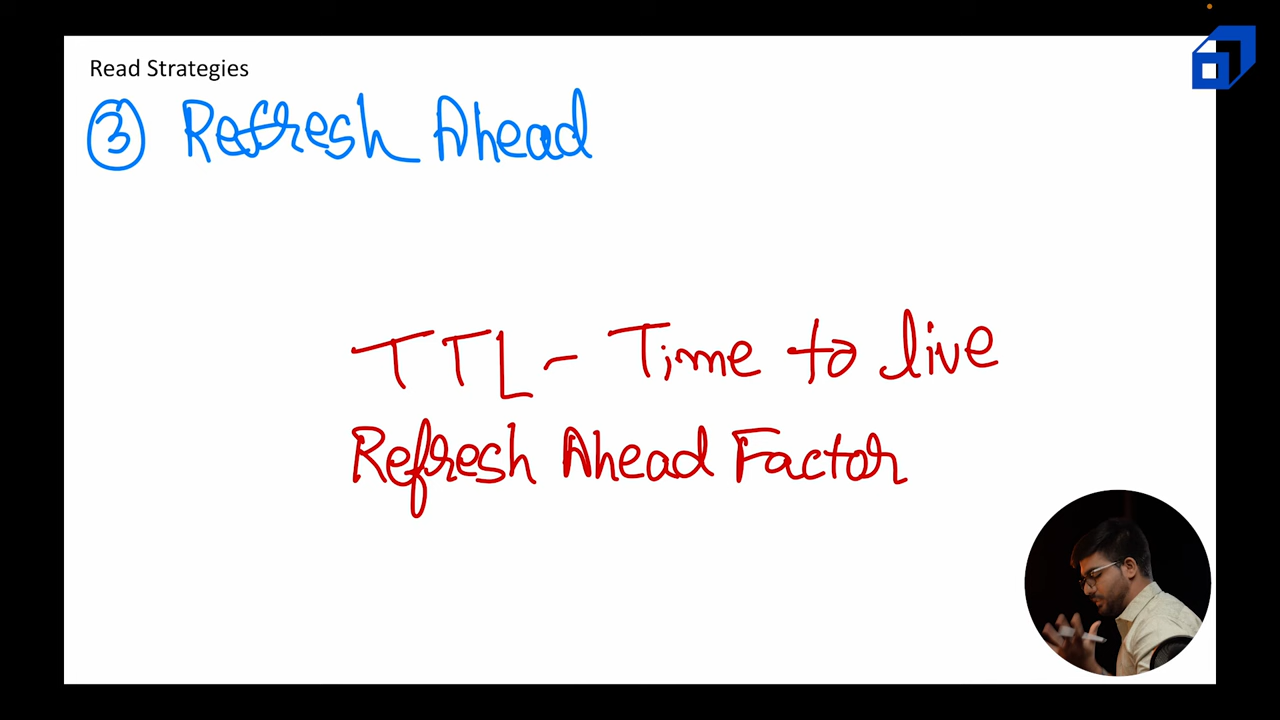 Read Strategies
3 Refresh Ahead
TTL - Time to live
Refresh Ahead Factor